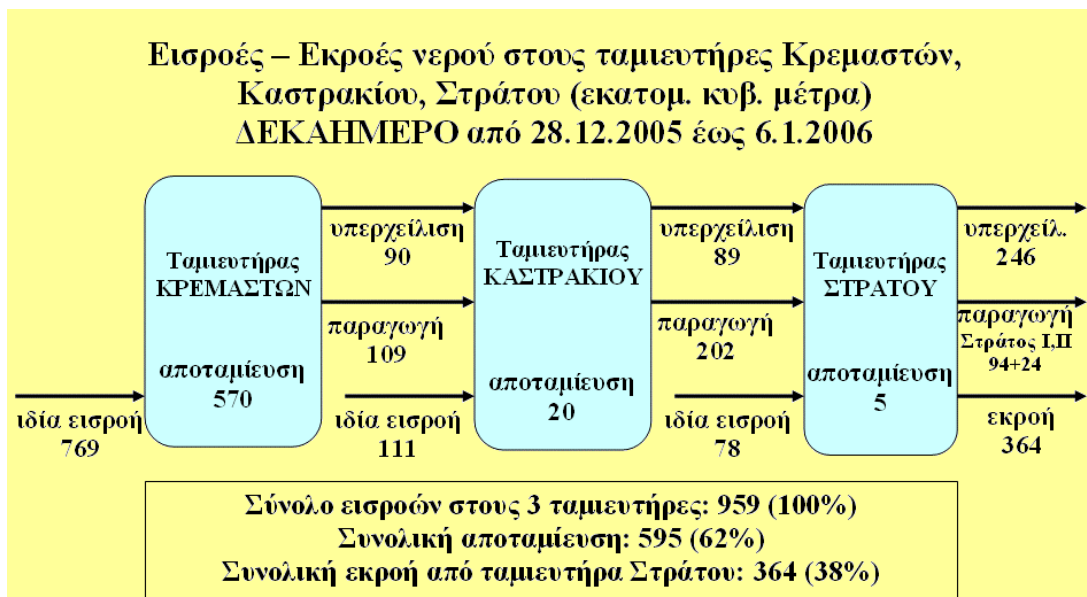 Εισροές – Εκροές νερού στους ταμιευτήρες Κρεμαστών,
Καστρακίου, Στράτου (εκατομ. κυβ. μέτρα)
ΔΕΚΑΗΜΕΡΟ από 28.12.2005 έως 6.1.2006
Ταμιευτήρας
ΚΡΕΜΑΣΤΩΝ
αποταμίευση
570
ιδία εισροή
769
υπερχείλιση
90
παραγωγή
109
ιδία εισροή
111
Ταμιευτήρας
ΚΑΣΤΡΑΚΙΟΥ
αποταμίευση
20
υπερχείλιση
89
παραγωγή
202
ιδία εισροή
78
Ταμιευτήρας
ΣΤΡΑΤΟΥ
αποταμίευση
5
υπερχείλ.
246
παραγωγή
Στράτος Ι,ΙΙ
94+24
εκροή
364
Σύνολο εισροών στους 3 ταμιευτήρες: 959 (100%)
Συνολική αποταμίευση: 595 (62%)
Συνολική εκροή από ταμιευτήρα Στράτου: 364 (38%)